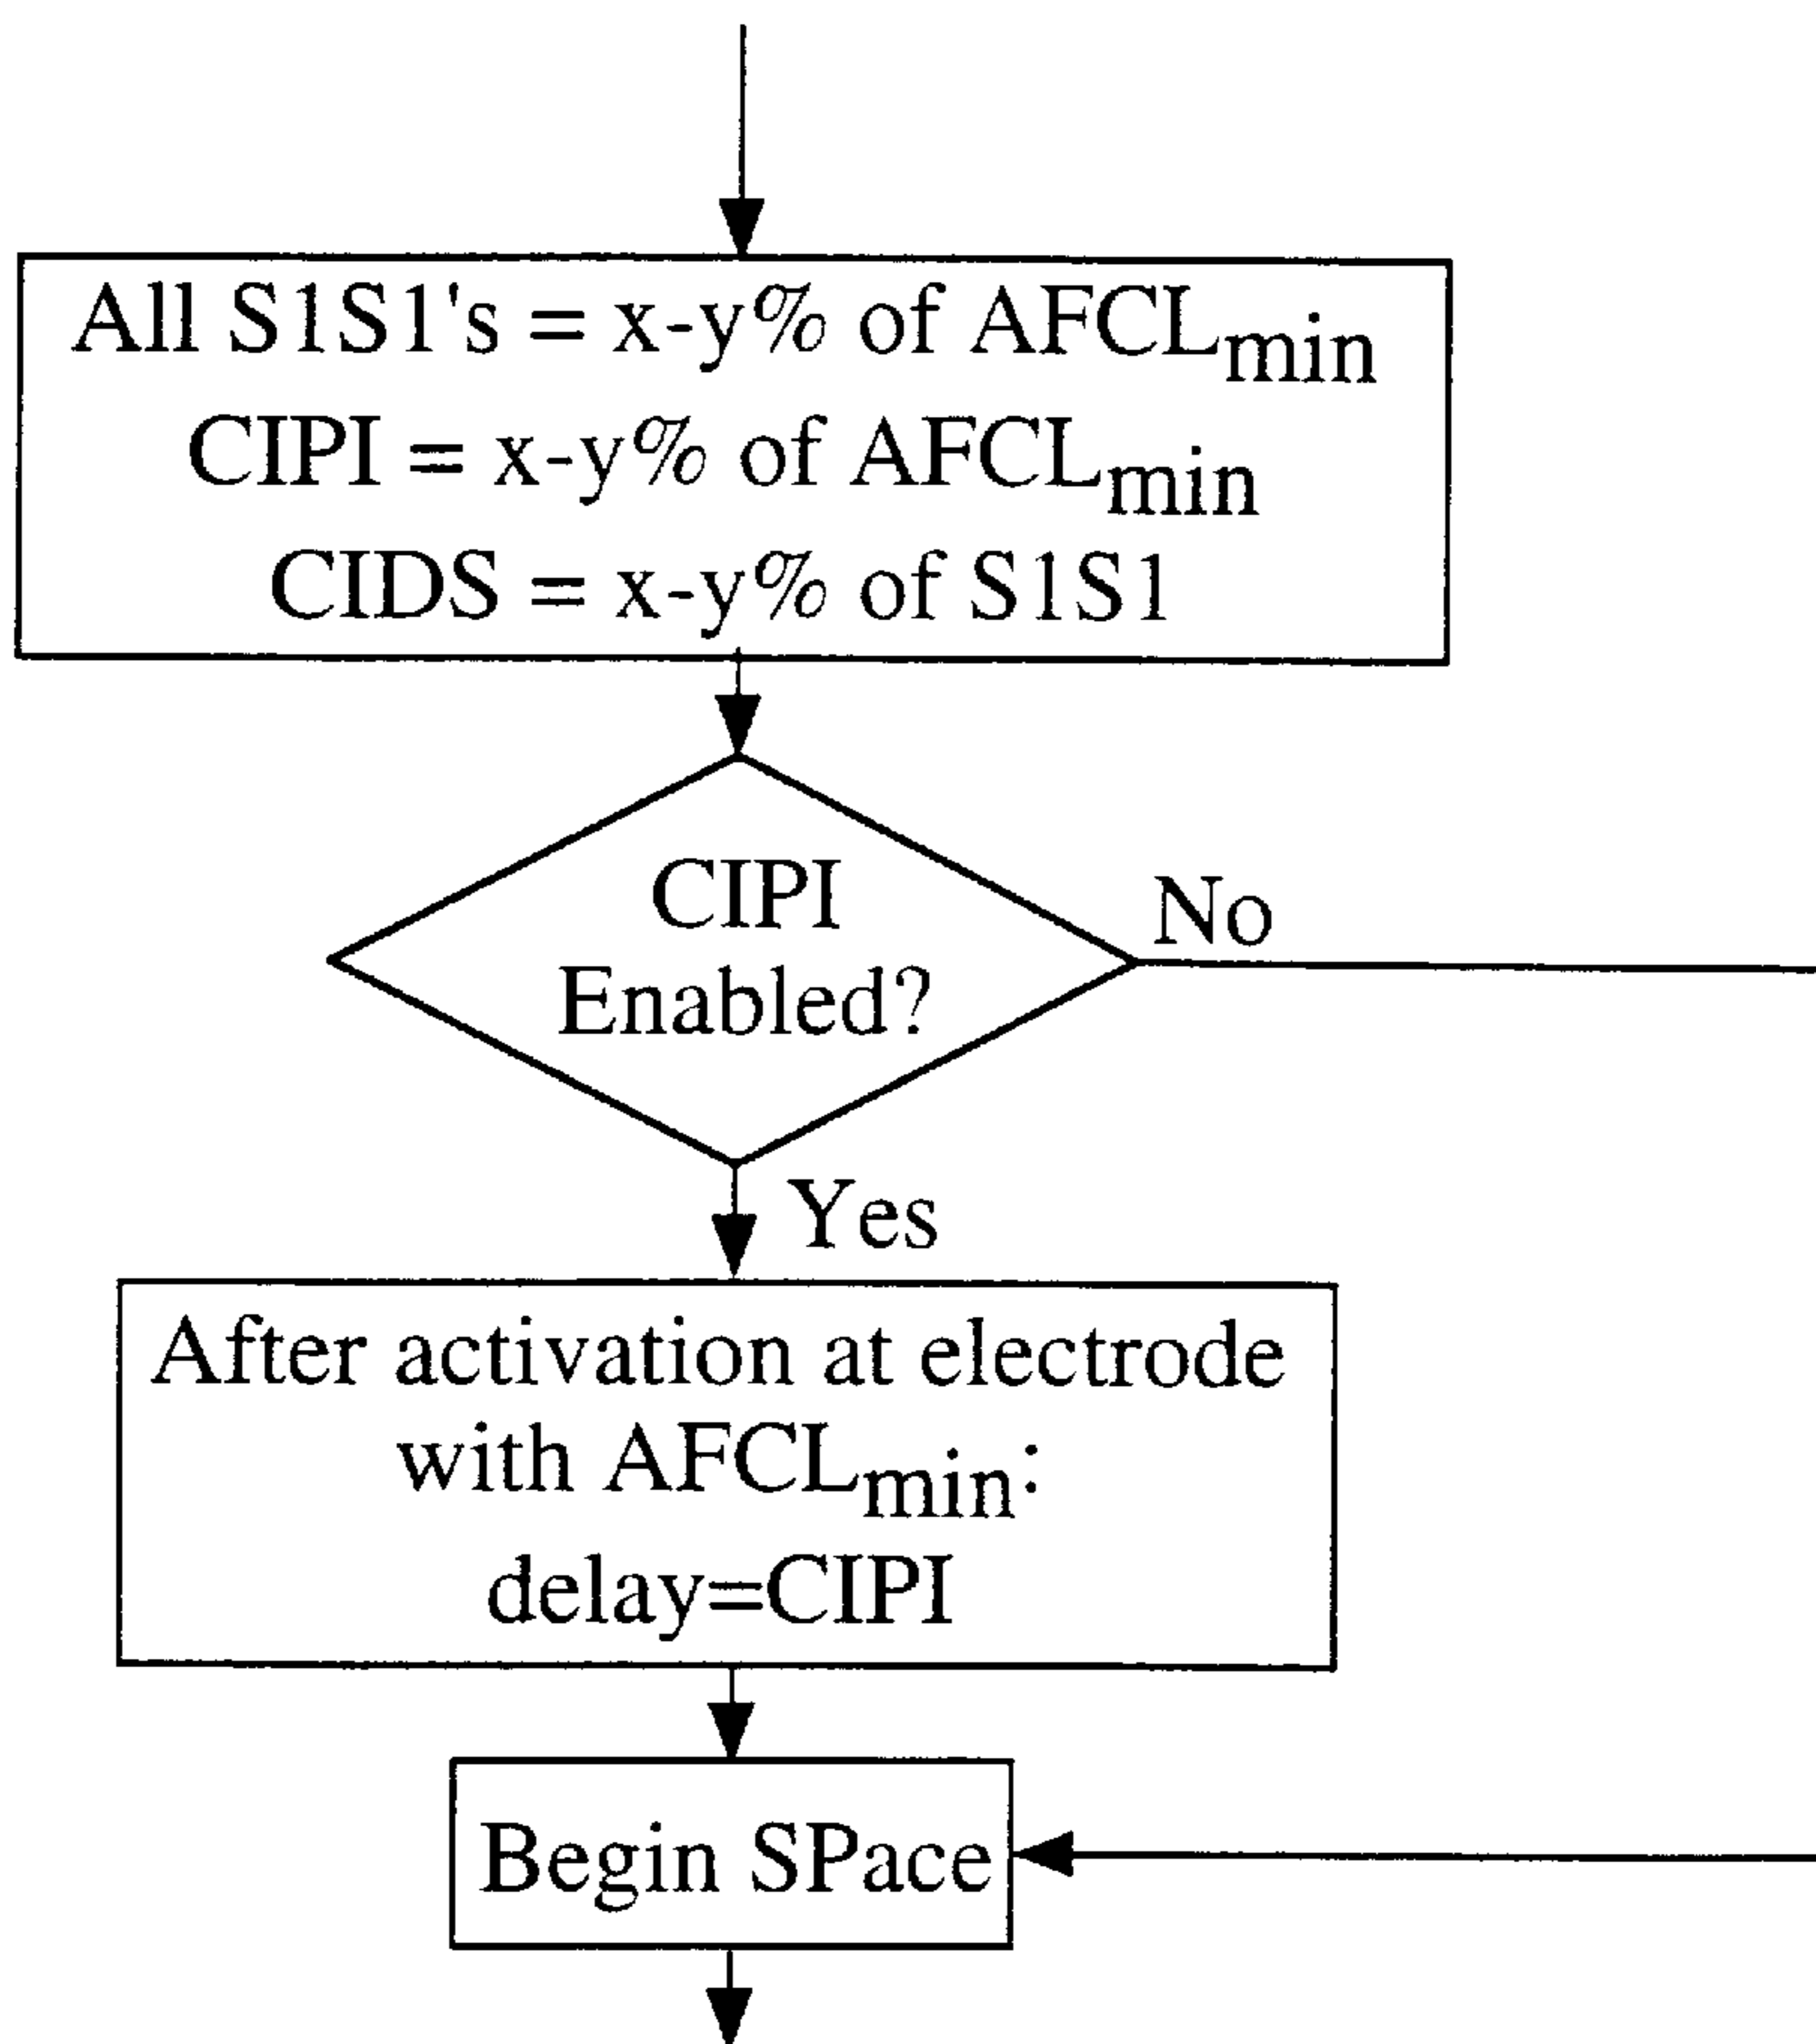 All S1S1's = x-y% of AFCLmin
CIPI = x-y% of AFCLmin
CIDS = x-y% of S1S1
CIPI
Enabled?
No
Yes
After activation at electrode
with AFCLmin:
delay=CIPI
Begin SPace